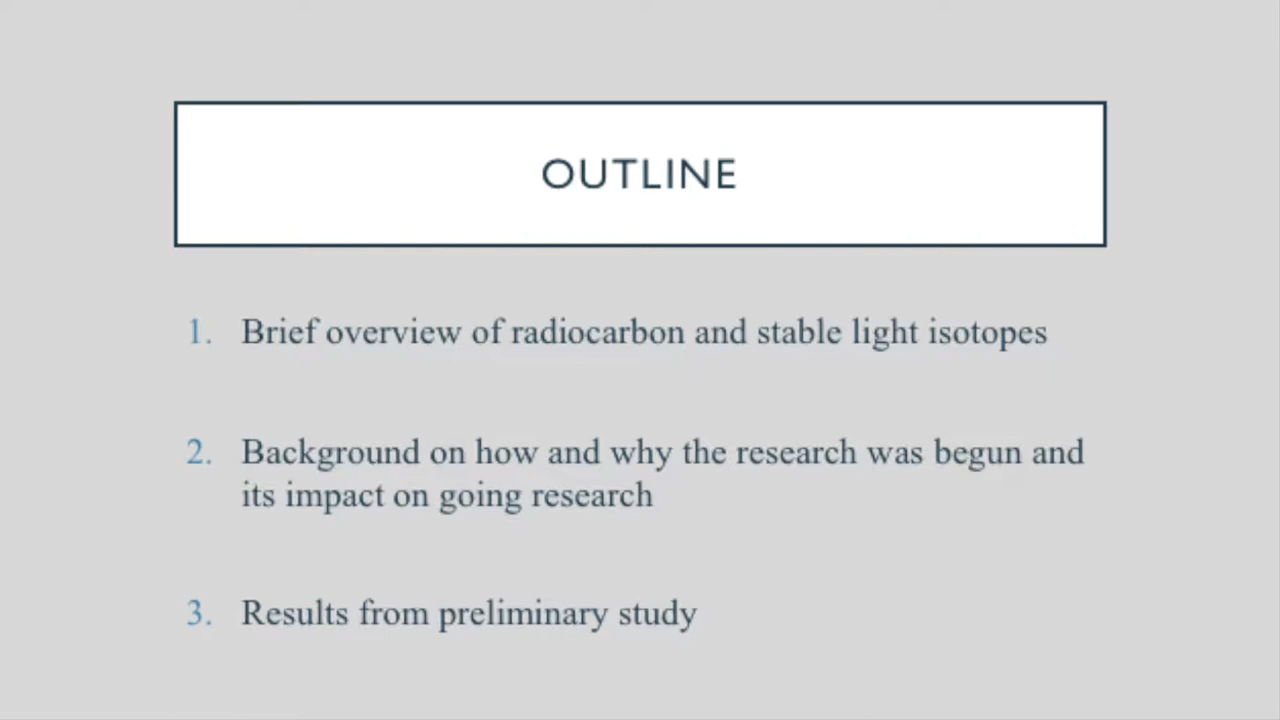 OUTLINE
1. Brief overview of radiocarbon and stable light isotopes
2. Background on how and why the research was begun and
its impact on going research
3. Results from preliminary study